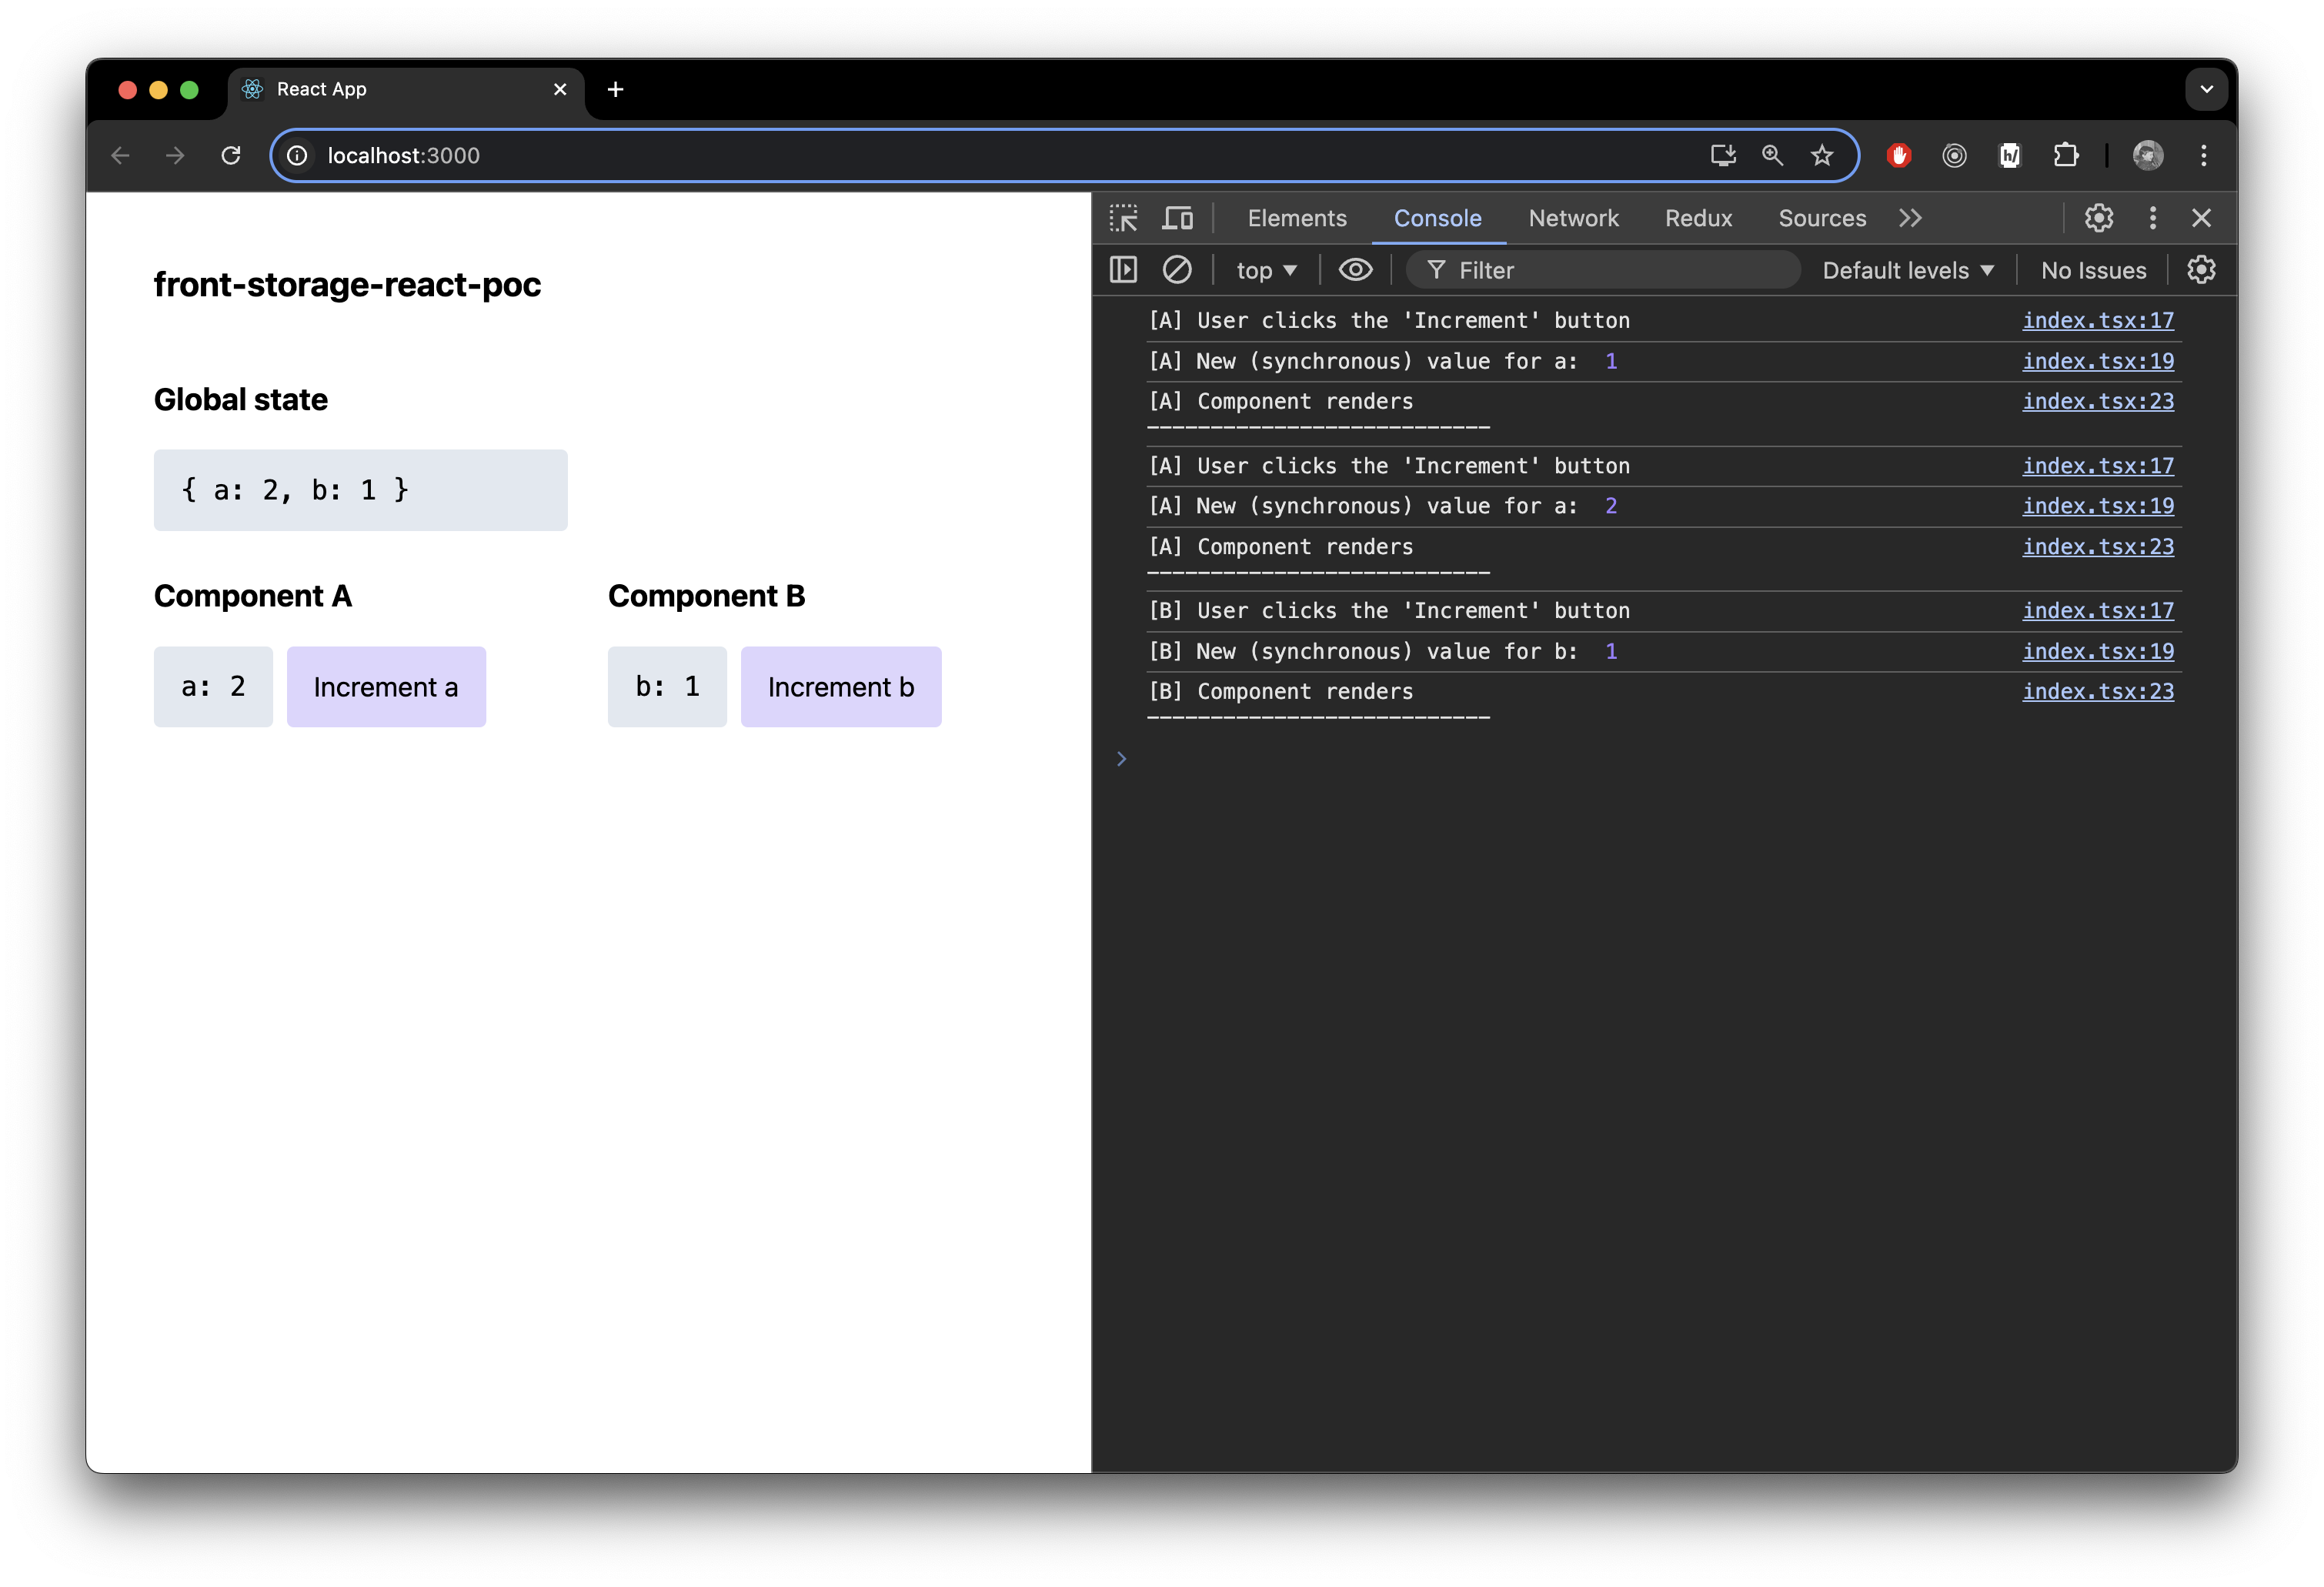 React App
localhost:3000
front-storage-react-poc
Global state
{ a: 2, b: 1 }
Component A
Component B
a: 2
Increment a
b: 1
Increment b
Elements
Console
Network
Redux
Sources
top
Filter
Default levels
No Issues
[A] User clicks the 'Increment' button index.tsx:17
[A] New (synchronous) value for a: 1 index.tsx:19
[A] Component renders index.tsx:23
---------------------------
[A] User clicks the 'Increment' button index.tsx:17
[A] New (synchronous) value for a: 2 index.tsx:19
[A] Component renders index.tsx:23
---------------------------
[B] User clicks the 'Increment' button index.tsx:17
[B] New (synchronous) value for b: 1 index.tsx:19
[B] Component renders index.tsx:23
---------------------------